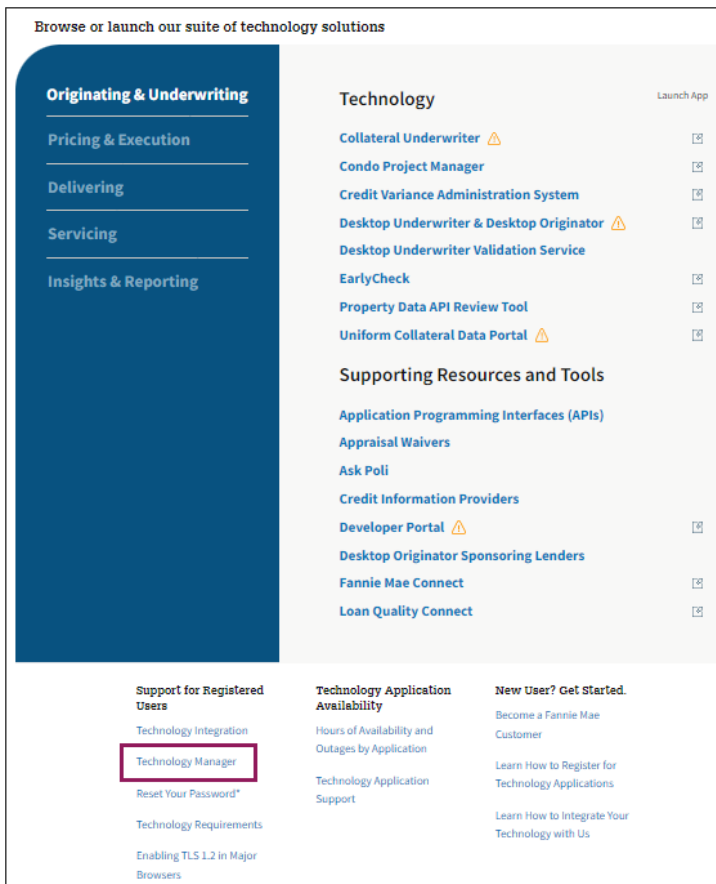 Browse or launch our suite of technology solutions
Originating & Underwriting
Pricing & Execution
Delivering
Servicing
Insights & Reporting
Technology
Launch App
Collateral Underwriter
Condo Project Manager
Credit Variance Administration System
Desktop Underwriter & Desktop Originator
Desktop Underwriter Validation Service
EarlyCheck
Property Data API Review Tool
Uniform Collateral Data Portal
Supporting Resources and Tools
Application Programming Interfaces (APIs)
Appraisal Waivers
Ask Poli
Credit Information Providers
Developer Portal
Desktop Originator Sponsoring Lenders
Fannie Mae Connect
Loan Quality Connect
Support for Registered
Users
Technology Integration
Technology Manager
Reset Your Password*
Technology Requirements
Enabling TLS 1.2 in Major
Browsers
Technology Application
Availability
Hours of Availability and
Outages by Application
Technology Application
Support
New User? Get Started.
Become a Fannie Mae
Customer
Learn How to Register for
Technology Applications
Learn How to Integrate Your
Technology with Us